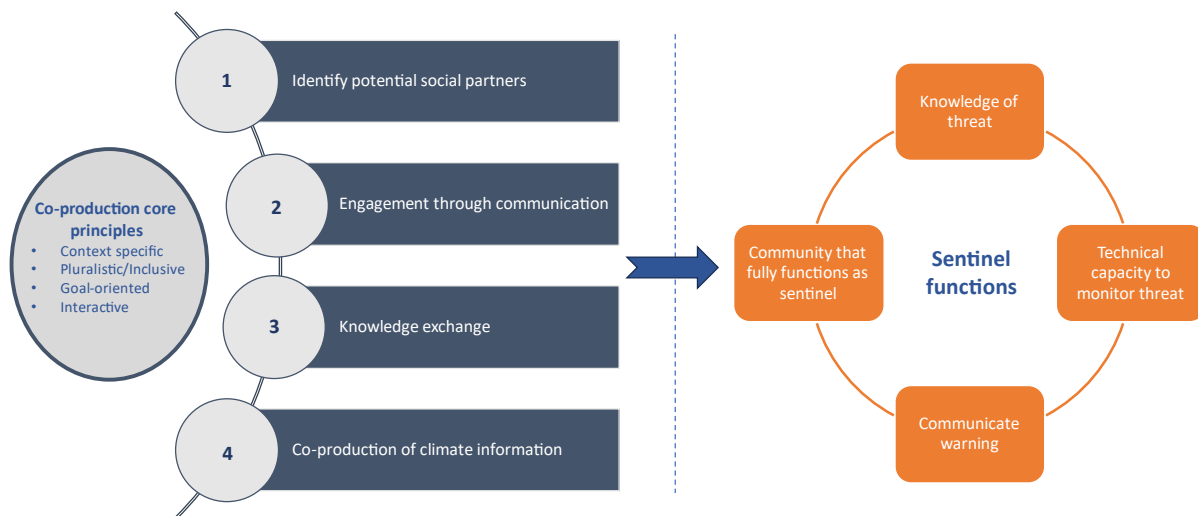 1
Identify potential social partners
2
Engagement through communication
3
Knowledge exchange
4
Co-production of climate information
Co-production core
principles
• Context specific
• Pluralistic/Inclusive
• Goal-oriented
• Interactive
Knowledge of
threat
Technical
capacity to
monitor threat
Communicate
warning
Community that
fully functions as
sentinel
Sentinel
functions